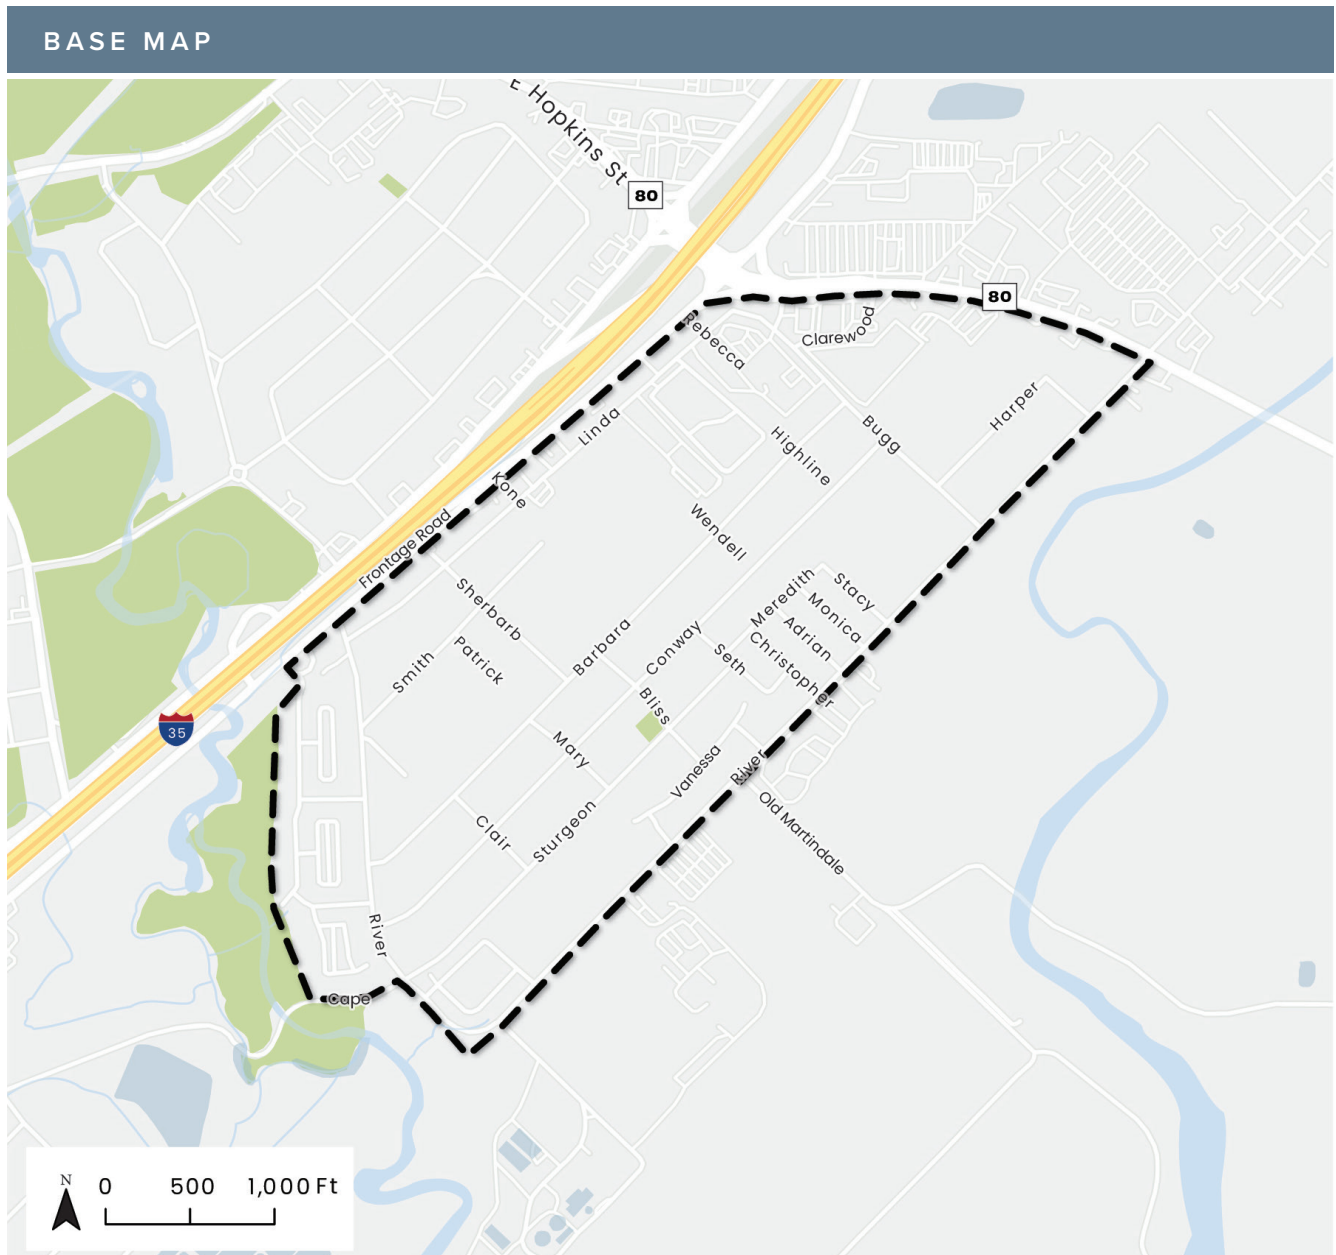 BASE MAP
E Hopkins St
80
80
Rebecca
Clarewood
Linda
Harper
Bugg
Highline
Kone
Frontage Road
Wendell
Sherbarb
Meredith
Stacy
Monica
Adrian
Christopher
Barbara
Conway
Seth
Smith
Patrick
Bliss
35
Mary
Vanessa
River
Old Martindale
Clair
Sturgeon
River
Cape
N
0 500 1,000 Ft